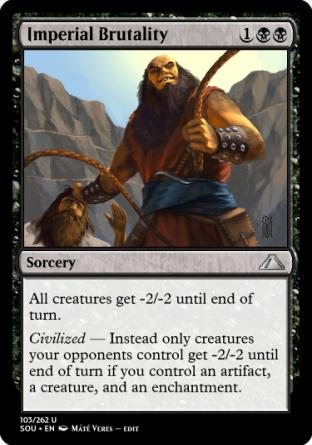 Imperial Brutality 1
Sorcery
All creatures get -2/-2 until end of
turn.
Civilized — Instead only creatures
your opponents control get -2/-2 until
end of turn if you control an artifact,
a creature, and an enchantment.
103/262 U
SOU • EN MÁTÉ VERES — EDIT